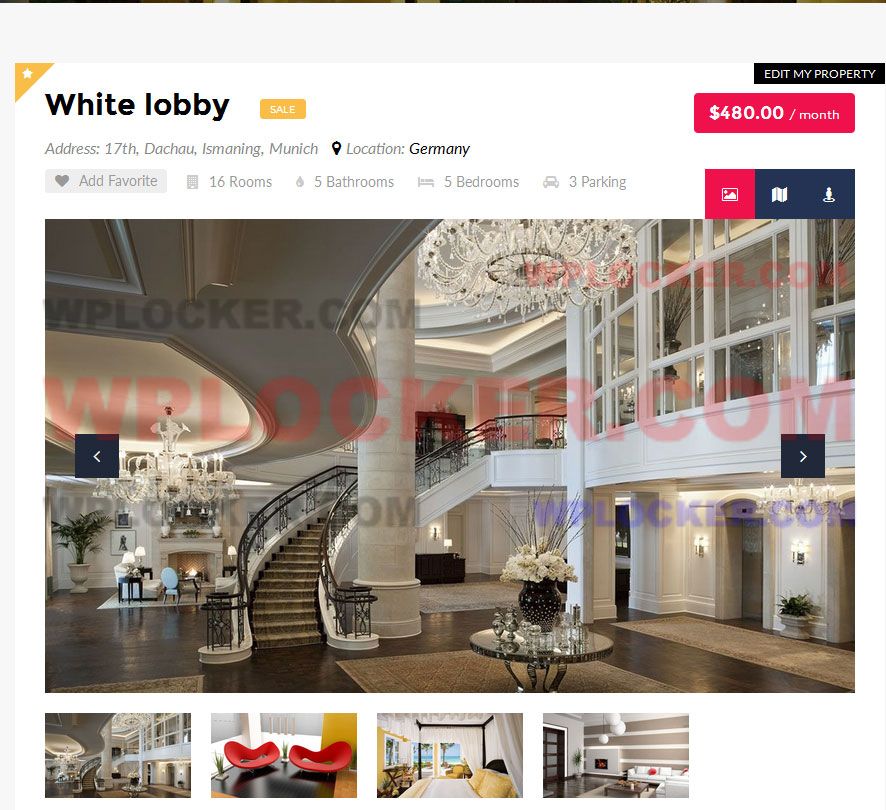 EDIT MY PROPERTY
White lobby SALE
$480.00 / month
Address: 17th, Dachau, Ismaning, Munich Location: Germany
Add Favorite 16 Rooms 5 Bathrooms 5 Bedrooms 3 Parking
WPLOCKER.COM
WPLOCKER.COM
WPLOCKER.COM
WPLOCKER.COM
WPLOCKER.COM